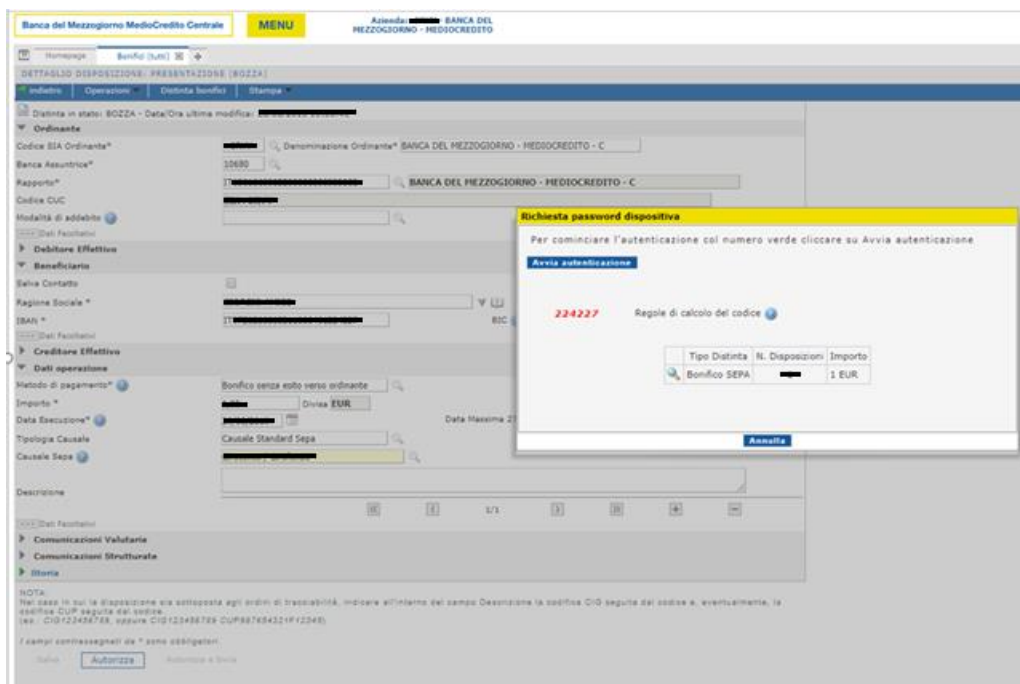 Banca del Mezzogiorno MedioCredito Centrale
MENU
Azienda: BANCA DEL
MEZZOGIORNO - MEDIOCREDITO
Homepage
Bonifici [tutti]
DETTAGLIO DISPOSIZIONE: PRESENTAZIONE [BOZZA]
Indietro Operazioni Distinta bonifici Stampa
Distinta in stato: BOZZA - Data/Ora ultima modifica:
Ordinante
Codice SIA Ordinante* Denominazione Ordinante* BANCA DEL MEZZOGIORNO - MEDIOCREDITO - C
Banca Assuntrice* 10680
Rapporto* IT BANCA DEL MEZZOGIORNO - MEDIOCREDITO - C
Codice CUC
Modalità di addebito
Dati Facoltativi
Debitore Effettivo
Beneficiario
Salva Contatto
Ragione Sociale *
IBAN * IT BIC
Dati Facoltativi
Creditore Effettivo
Dati operazione
Metodo di pagamento* Bonifico senza esito verso ordinante
Importo * Divisa EUR
Data Esecuzione* Data Massima
Tipologia Causale Causale Standard Sepa
Causale Sepa
Descrizione
1/1
Dati Facoltativi
Comunicazioni Valutarie
Comunicazioni Strutturate
Storia
NOTA:
Nel caso in cui la disposizione sia sottoposta agli ordini di tracciabilità, indicare all'interno del campo Descrizione la codifica CIG seguita dal codice e, eventualmente, la
codifica CUP seguita dal codice.
I campi contrassegnati da * sono obbligatori
Salva Autorizza Autorizza e Invia
Richiesta password dispositiva
Per cominciare l'autenticazione col numero verde cliccare su Avvia autenticazione
Avvia autenticazione
224227 Regole di calcolo del codice
Tipo Distinta N. Disposizioni Importo
Bonifico SEPA 1 EUR
Annulla